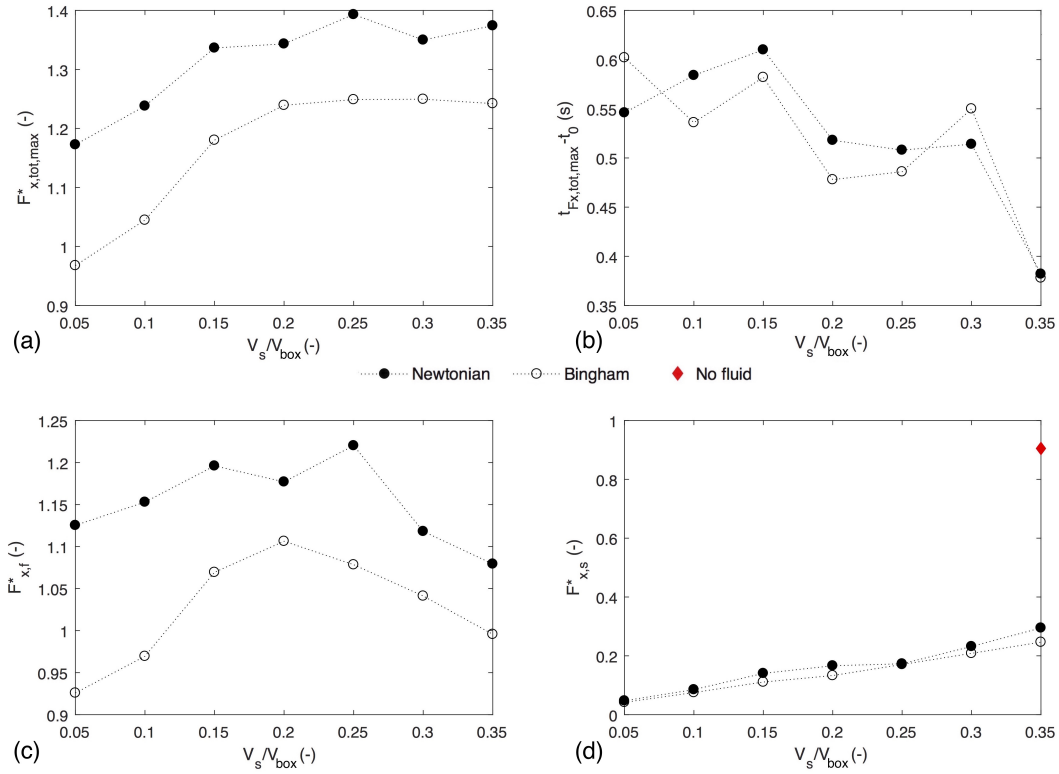 1.4
1.3
1.2
1.1
1
0.9
F*x,tot,max (-)
0.05 0.1 0.15 0.2 0.25 0.3 0.35
Vs/Vbox (-)
(a)
0.65
0.6
0.55
0.5
0.45
0.4
0.35
tFx,tot,max-t0 (s)
0.05 0.1 0.15 0.2 0.25 0.3 0.35
Vs/Vbox (-)
(b)
Newtonian Bingham No fluid
1.25
1.2
1.15
1.10
1.05
1
0.95
0.9
F*x,f (-)
0.05 0.1 0.15 0.2 0.25 0.3 0.35
Vs/Vbox (-)
(c)
1
0.8
0.6
0.4
0.2
0
F*x,s (-)
0.05 0.1 0.15 0.2 0.25 0.3 0.35
Vs/Vbox (-)
(d)